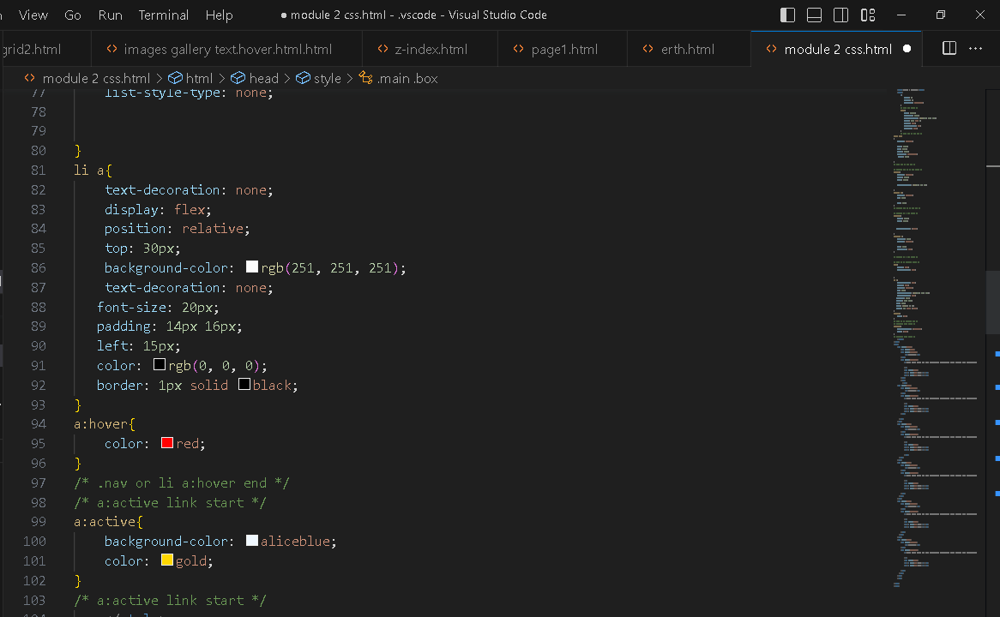 View Go Run Terminal Help ● module 2 css.html - .vscode - Visual Studio Code
grid2.html <> images gallery text.hover.html.html <> z-index.html <> page1.html <> erth.html <> module 2 css.html ●
<> module 2 css.html > html > head > style > .main .box
77 list-style-type: none;
78
79
80 }
81 li a{
82 text-decoration: none;
83 display: flex;
84 position: relative;
85 top: 30px;
86 background-color: rgb(251, 251, 251);
87 text-decoration: none;
88 font-size: 20px;
89 padding: 14px 16px;
90 left: 15px;
91 color: rgb(0, 0, 0);
92 border: 1px solid black;
93 }
94 a:hover{
95 color: red;
96 }
97 /* .nav or li a:hover end */
98 /* a:active link start */
99 a:active{
100 background-color: aliceblue;
101 color: gold;
102 }
103 /* a:active link start */